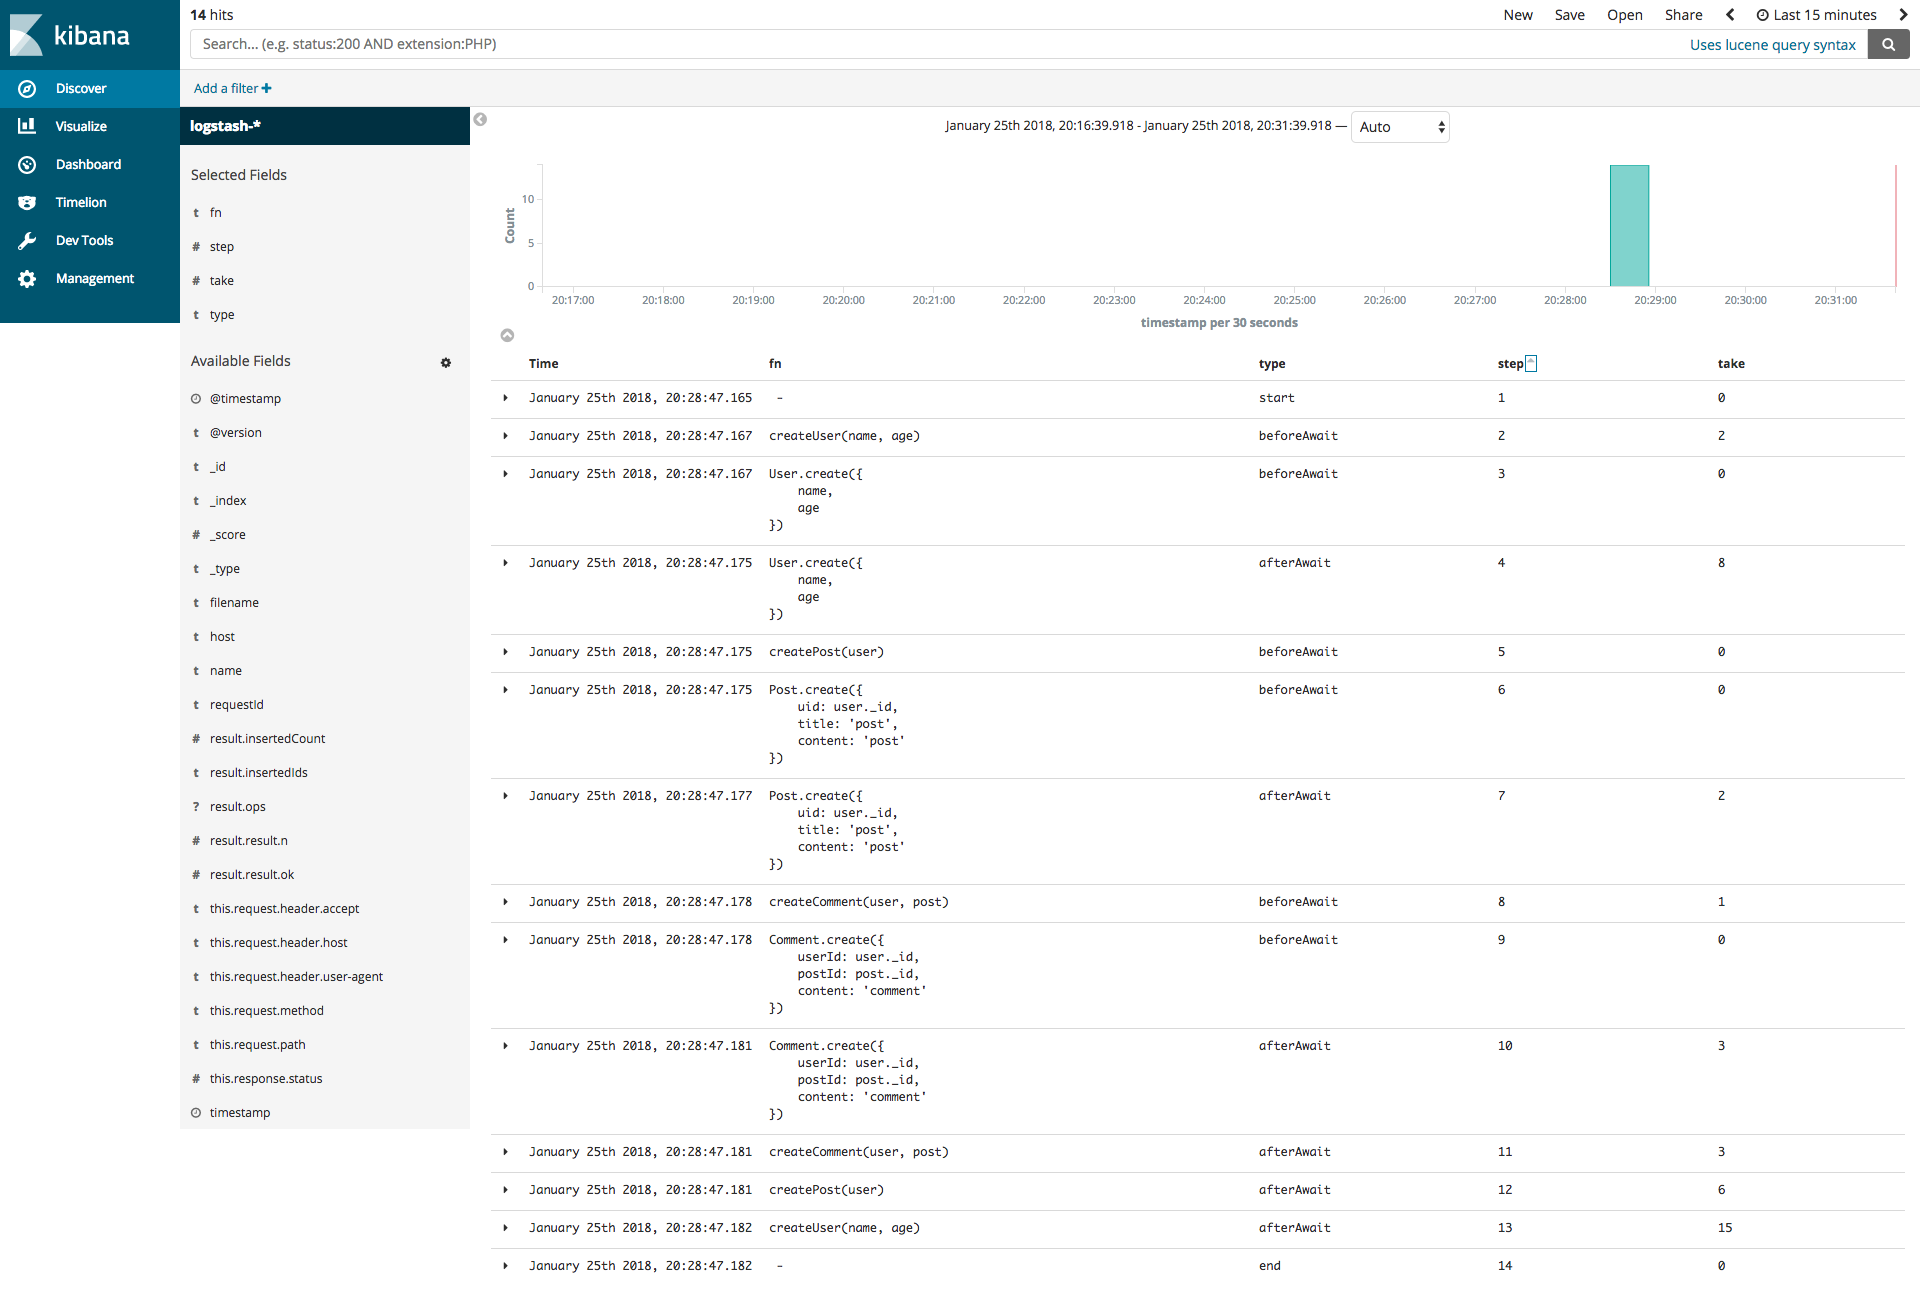 kibana
Discover
Visualize
Dashboard
Timelion
Dev Tools
Management
14 hits
New Save Open Share Last 15 minutes
Search... (e.g. status:200 AND extension:PHP) Uses lucene query syntax
Add a filter +
logstash-*
Selected Fields
t fn
# step
# take
t type
Available Fields
@timestamp
t @version
t _id
t _index
# _score
t _type
t filename
t host
t name
t requestId
# result.insertedCount
t result.insertedIds
? result.ops
# result.result.n
# result.result.ok
t this.request.header.accept
t this.request.header.host
t this.request.header.user-agent
t this.request.method
t this.request.path
# this.response.status
timestamp
January 25th 2018, 20:16:39.918 - January 25th 2018, 20:31:39.918 — Auto
Count
10
5
0
20:17:00 20:18:00 20:19:00 20:20:00 20:21:00 20:22:00 20:23:00 20:24:00 20:25:00 20:26:00 20:27:00 20:28:00 20:29:00 20:30:00 20:31:00
timestamp per 30 seconds
Time fn type step take
January 25th 2018, 20:28:47.165 - start 1 0
January 25th 2018, 20:28:47.167 createUser(name, age) beforeAwait 2 2
January 25th 2018, 20:28:47.167 User.create({ beforeAwait 3 0
name,
age
})
January 25th 2018, 20:28:47.175 User.create({ afterAwait 4 8
name,
age
})
January 25th 2018, 20:28:47.175 createPost(user) beforeAwait 5 0
January 25th 2018, 20:28:47.175 Post.create({ beforeAwait 6 0
uid: user._id,
title: 'post',
content: 'post'
})
January 25th 2018, 20:28:47.177 Post.create({ afterAwait 7 2
uid: user._id,
title: 'post',
content: 'post'
})
January 25th 2018, 20:28:47.178 createComment(user, post) beforeAwait 8 1
January 25th 2018, 20:28:47.178 Comment.create({ beforeAwait 9 0
userId: user._id,
postId: post._id,
content: 'comment'
})
January 25th 2018, 20:28:47.181 Comment.create({ afterAwait 10 3
userId: user._id,
postId: post._id,
content: 'comment'
})
January 25th 2018, 20:28:47.181 createComment(user, post) afterAwait 11 3
January 25th 2018, 20:28:47.181 createPost(user) afterAwait 12 6
January 25th 2018, 20:28:47.182 createUser(name, age) afterAwait 13 15
January 25th 2018, 20:28:47.182 - end 14 0